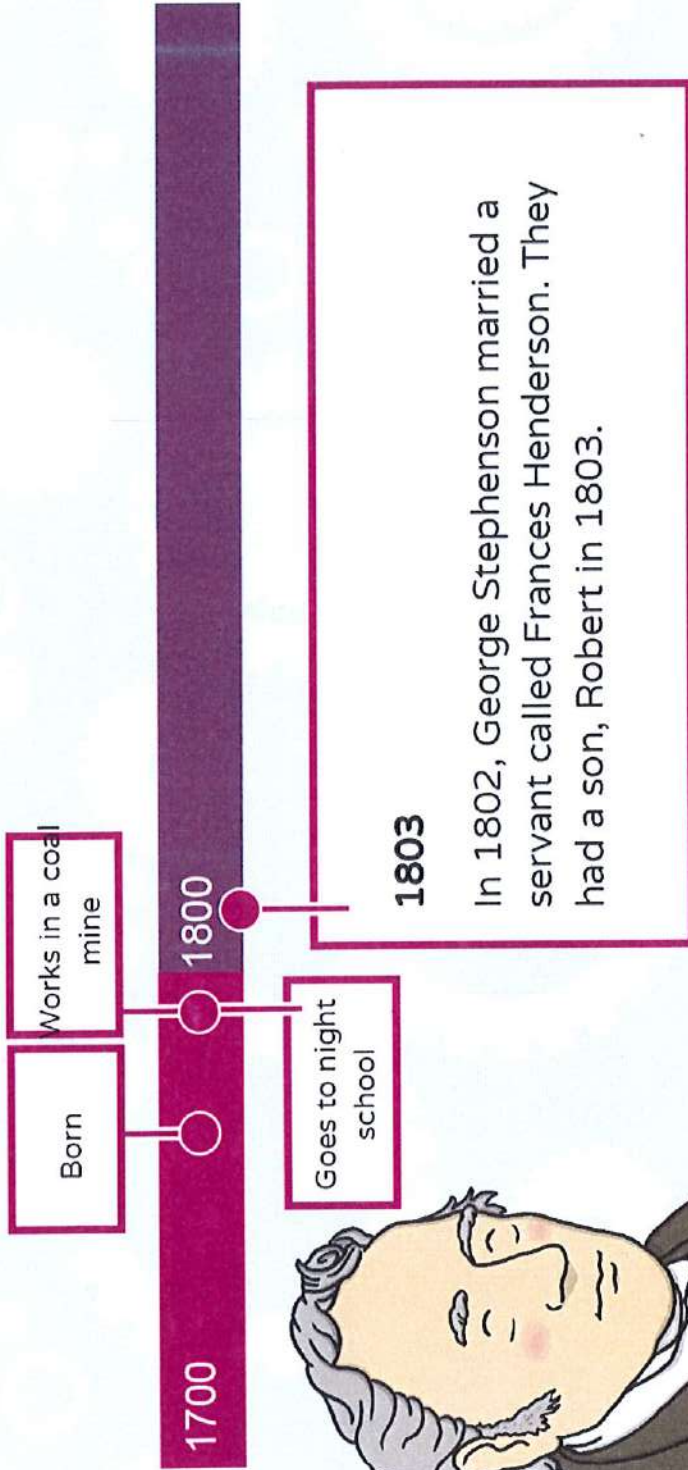 Born
Works in a coal
mine
1700
1800
Goes to night
school
1803
In 1802, George Stephenson married a
servant called Frances Henderson. They
had a son, Robert in 1803.